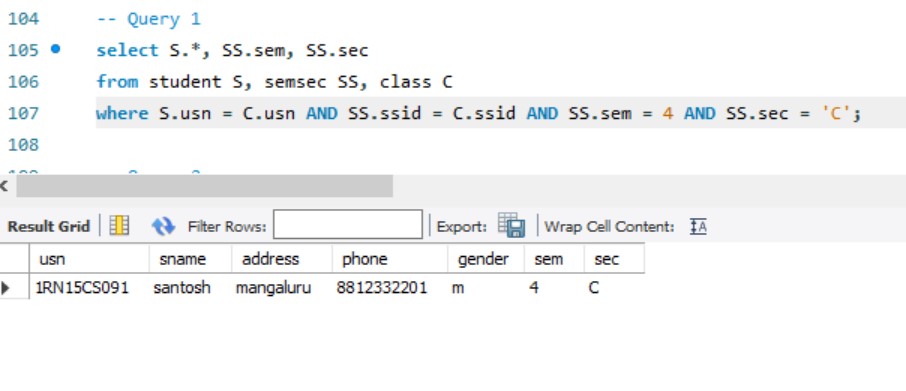 104 -- Query 1
105 select S.*, SS.sem, SS.sec
106 from student S, semsec SS, class C
107 where S.usn = C.usn AND SS.ssid = C.ssid AND SS.sem = 4 AND SS.sec = 'C';
108
Result Grid Filter Rows: Export: Wrap Cell Content:
usn sname address phone gender sem sec
1RN15CS091 santosh mangaluru 8812332201 m 4 C